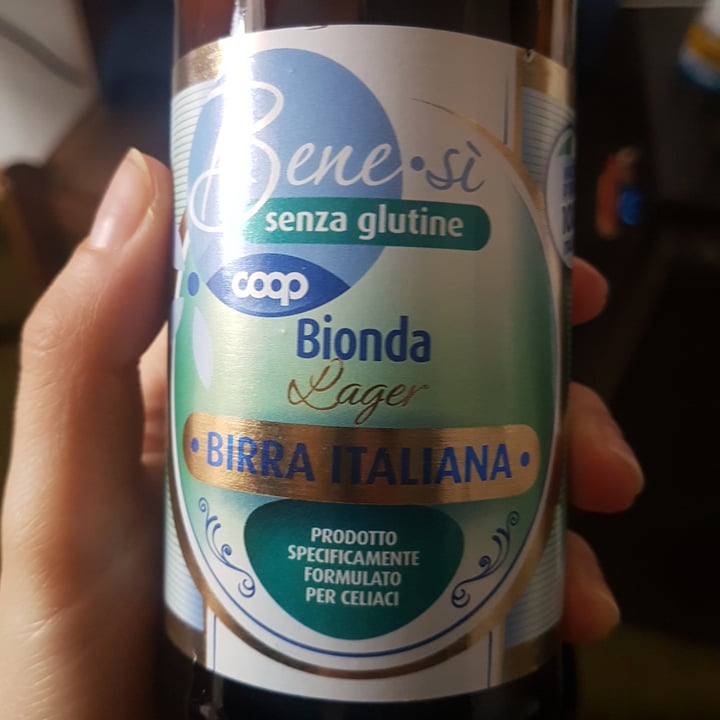 Bene·sì
senza glutine
coop
Bionda
Lager
·BIRRA ITALIANA·
PRODOTTO
SPECIFICAMENTE
FORMULATO
PER CELIACI